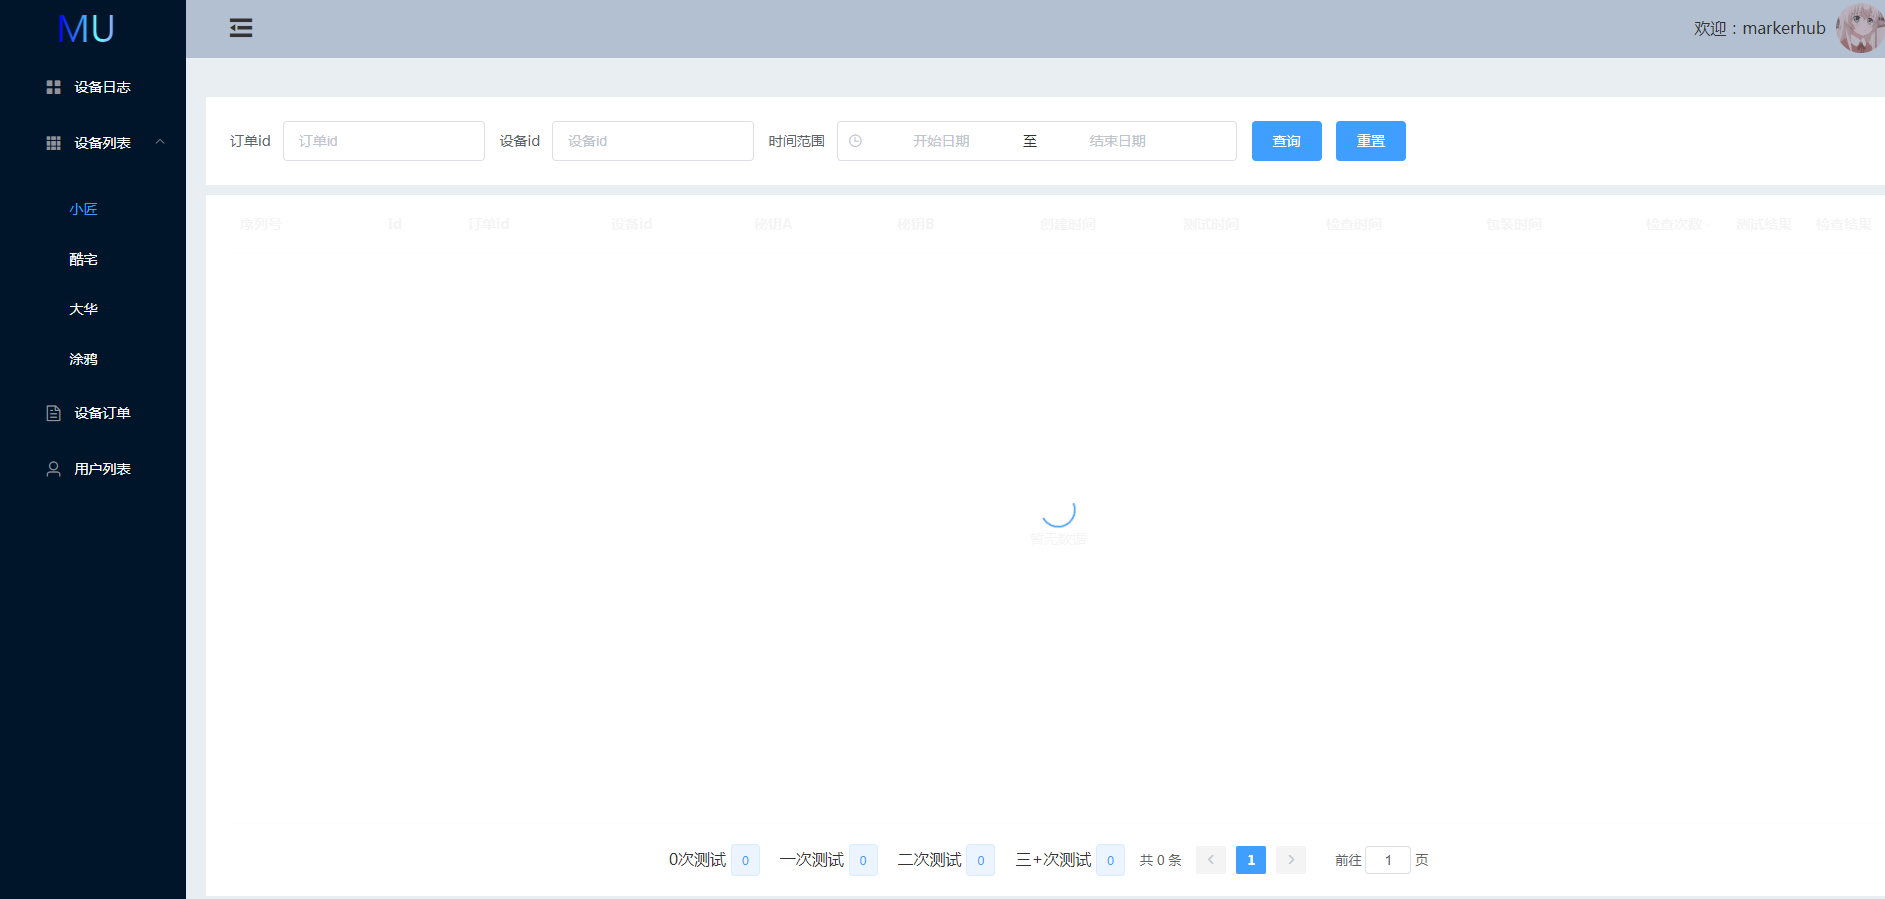 MU
欢迎：markerhub
设备日志
设备列表
小匠
酷宅
大华
涂鸦
设备订单
用户列表
订单id 订单id 设备id 设备id 时间范围 开始日期 至 结束日期 查询 重置
序列号 Id 订单id 设备id 秘钥A 秘钥B 创建时间 测试时间 检查时间 包装时间 检查次数 测试结果 检查结果
暂无数据
0次测试 0 一次测试 0 二次测试 0 三+次测试 0 共 0 条 1 前往 1 页